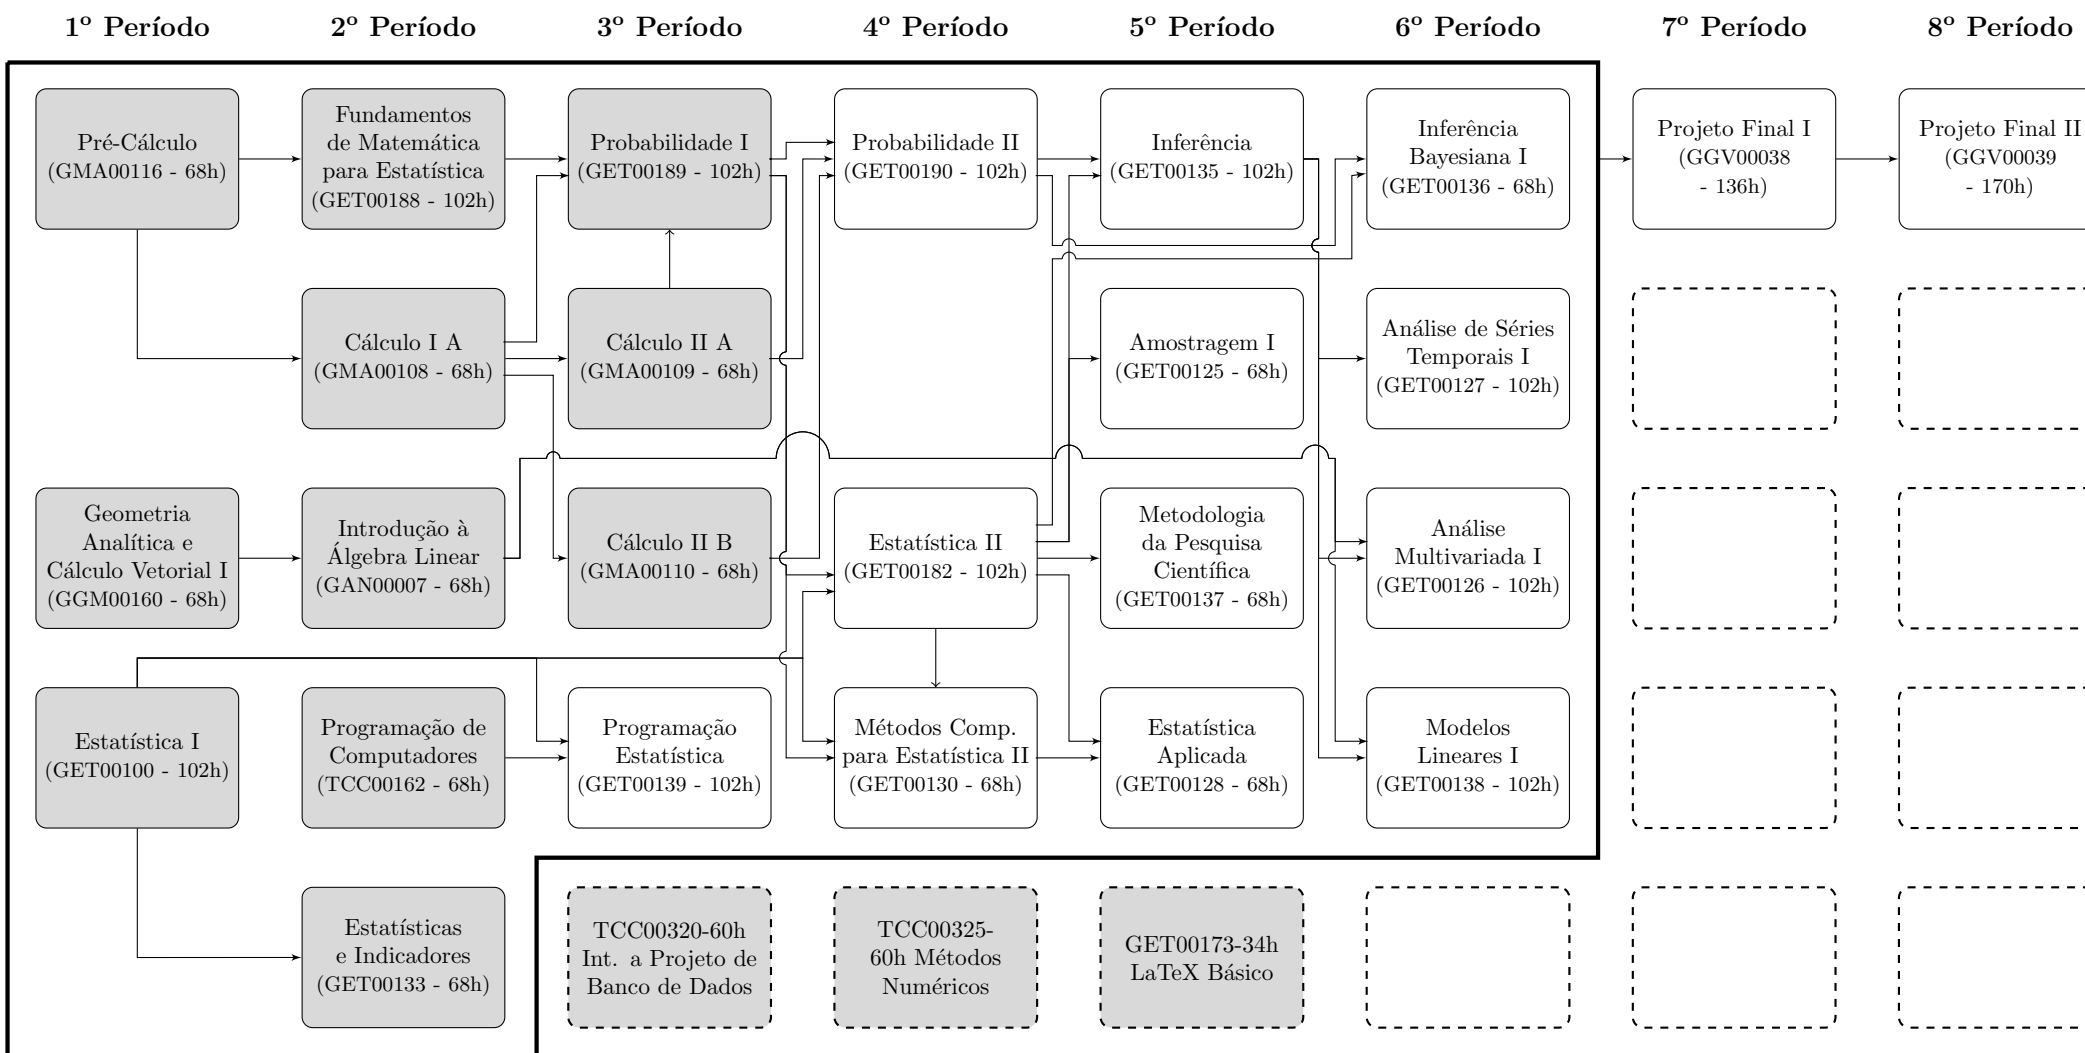 1º Período
2º Período
3º Período
4º Período
5º Período
6º Período
7º Período
8º Período
Pré-Cálculo
(GMA00116 - 68h)
Fundamentos
de Matemática
para Estatística
(GET00188 - 102h)
Probabilidade I
(GET00189 - 102h)
Probabilidade II
(GET00190 - 102h)
Inferência
(GET00135 - 102h)
Inferência
Bayesiana I
(GET00136 - 68h)
Projeto Final I
(GGV00038
- 136h)
Projeto Final II
(GGV00039
- 170h)
Cálculo I A
(GMA00108 - 68h)
Cálculo II A
(GMA00109 - 68h)
Amostragem I
(GET00125 - 68h)
Análise de Séries
Temporais I
(GET00127 - 102h)
Geometria
Analítica e
Cálculo Vetorial I
(GGM00160 - 68h)
Introdução à
Álgebra Linear
(GAN00007 - 68h)
Cálculo II B
(GMA00110 - 68h)
Estatística II
(GET00182 - 102h)
Metodologia
da Pesquisa
Científica
(GET00137 - 68h)
Análise
Multivariada I
(GET00126 - 102h)
Estatística I
(GET00100 - 102h)
Programação de
Computadores
(TCC00162 - 68h)
Programação
Estatística
(GET00139 - 102h)
Métodos Comp.
para Estatística II
(GET00130 - 68h)
Estatística
Aplicada
(GET00128 - 68h)
Modelos
Lineares I
(GET00138 - 102h)
Estatísticas
e Indicadores
(GET00133 - 68h)
TCC00320-60h
Int. a Projeto de
Banco de Dados
TCC00325-
60h Métodos
Numéricos
GET00173-34h
LaTeX Básico